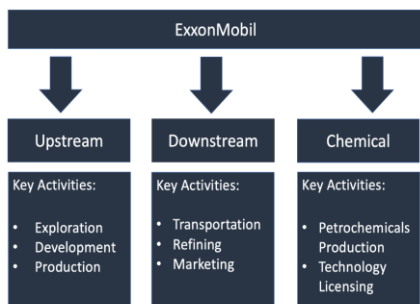 ExxonMobil
Upstream
Downstream
Chemical
Key Activities:
• Exploration
• Development
• Production
Key Activities:
• Transportation
• Refining
• Marketing
Key Activities:
• Petrochemicals
Production
• Technology
Licensing